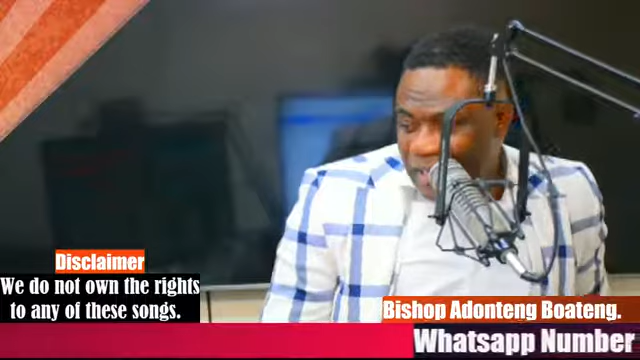 Disclaimer
We do not own the rights
to any of these songs.
Bishop Adonteng Boateng.
Whatsapp Number